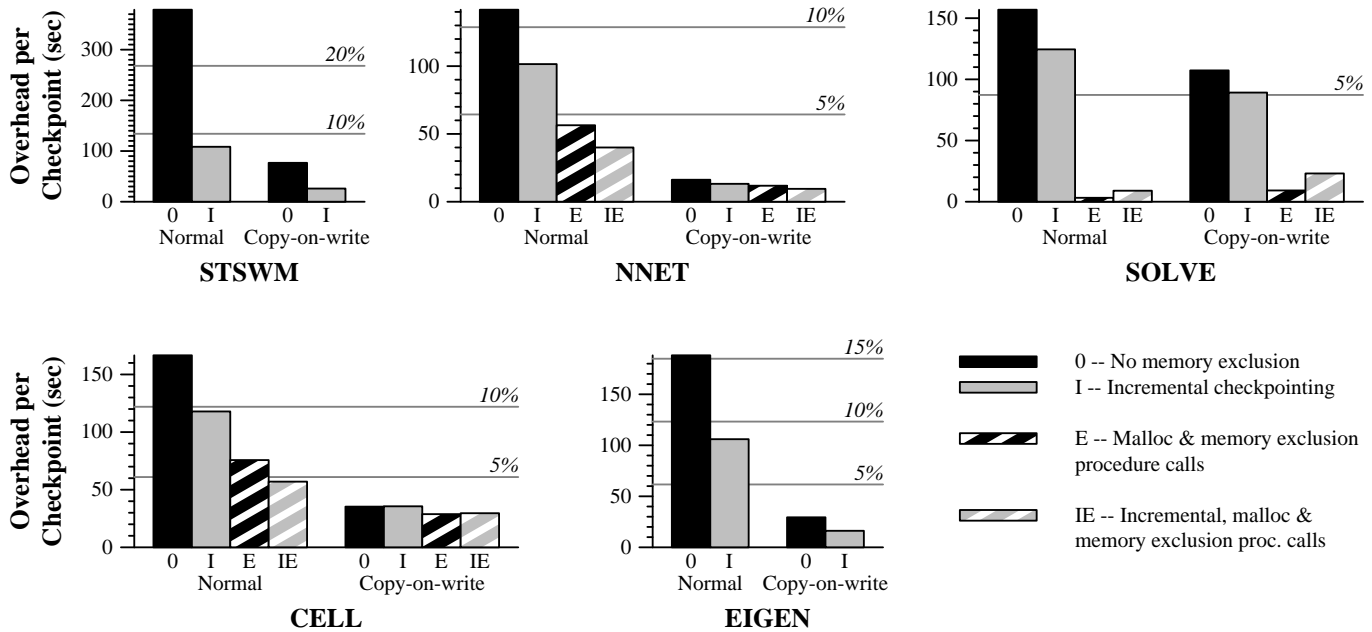 Overhead per
Checkpoint (sec)
300
200
100
0
20%
10%
0 I 0 I
Normal Copy-on-write
STSWM
100
50
0
10%
5%
0 I E IE 0 I E IE
Normal Copy-on-write
NNET
150
100
50
0
5%
0 I E IE 0 I E IE
Normal Copy-on-write
SOLVE
Overhead per
Checkpoint (sec)
150
100
50
0
10%
5%
0 I E IE 0 I E IE
Normal Copy-on-write
CELL
150
100
50
0
15%
10%
5%
0 I 0 I
Normal Copy-on-write
EIGEN
0 -- No memory exclusion
I -- Incremental checkpointing
E -- Malloc & memory exclusion
procedure calls
IE -- Incremental, malloc &
memory exclusion proc. calls